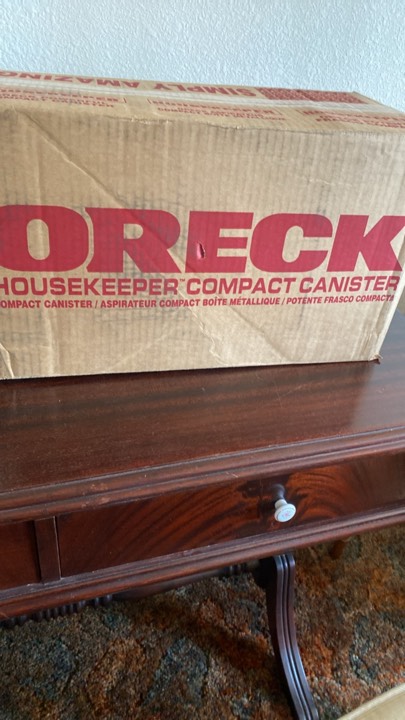 SIMPLY AMAZING
ORECK
HOUSEKEEPER COMPACT CANISTER
COMPACT CANISTER / ASPIRATEUR COMPACT BOÎTE MÉTALLIQUE / POTENTE FRASCO COMPACTO